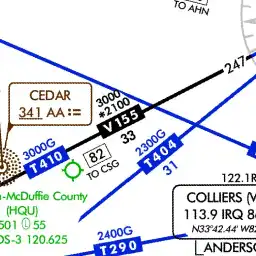 TO AHN
CEDAR
341 AA
3000
*2100
V155
33
247
3000G
T410
82
TO CSG
2300G
T404
31
-McDuffie County
(HQU)
501 55
OS-3 120.625
122.1R
COLLIERS (V
113.9 IRQ 8
N33°42.44' W8
ANDERSO
2400G
T290